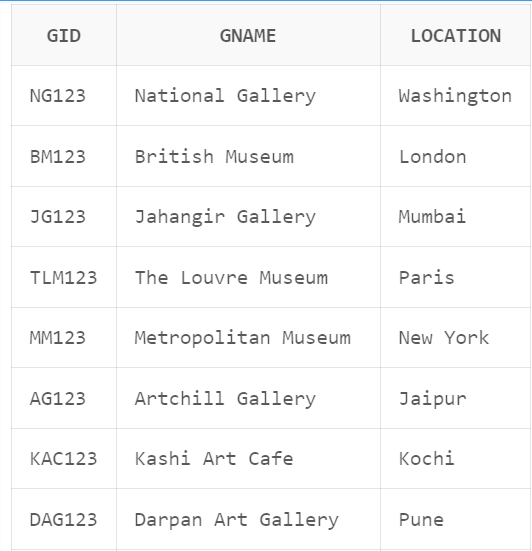 GID GNAME LOCATION
NG123 National Gallery Washington
BM123 British Museum London
JG123 Jahangir Gallery Mumbai
TLM123 The Louvre Museum Paris
MM123 Metropolitan Museum New York
AG123 Artchill Gallery Jaipur
KAC123 Kashi Art Cafe Kochi
DAG123 Darpan Art Gallery Pune